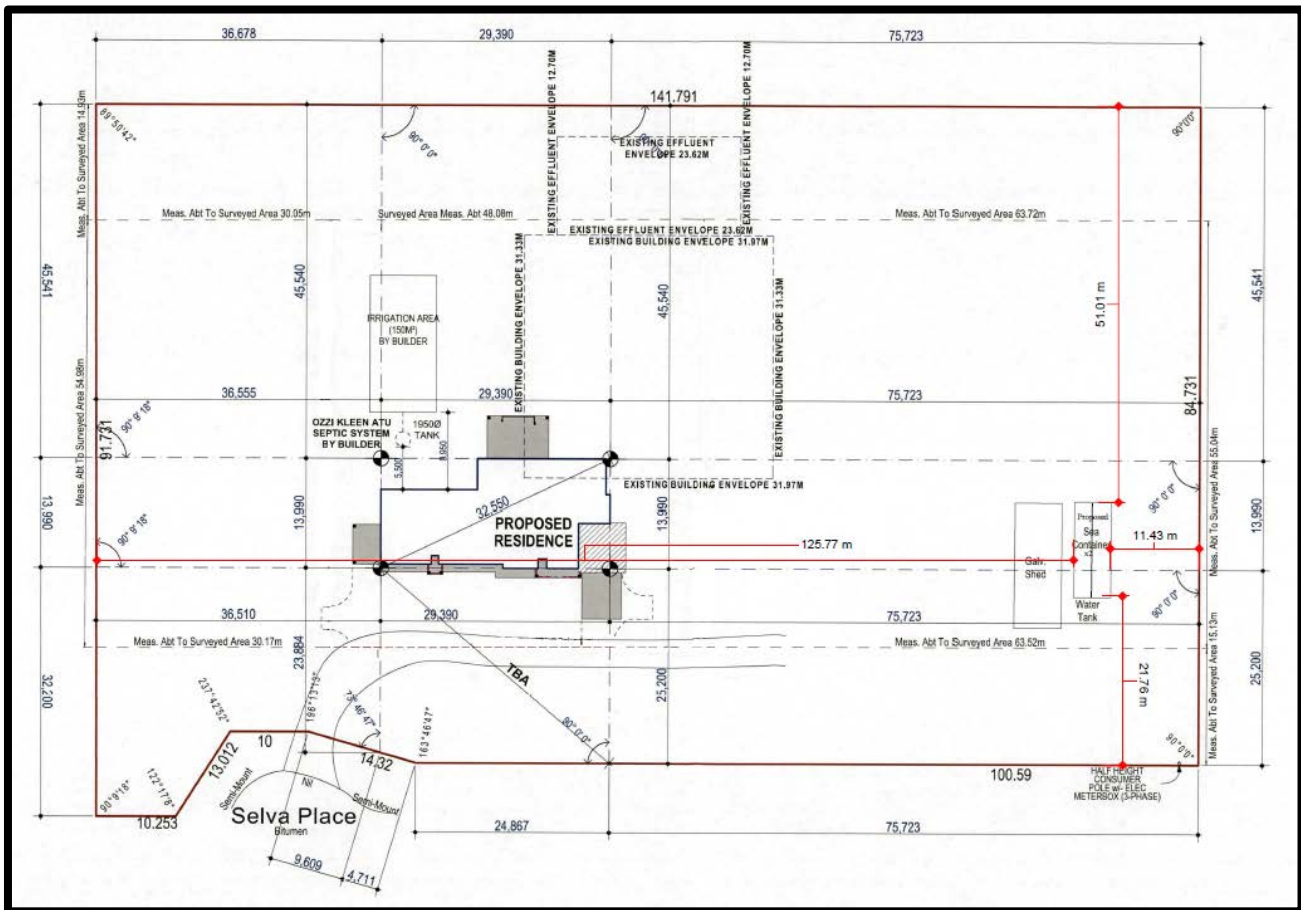 36,678
29,390
75,723
141.791
89°50'42"
90° 0' 0"
90°0'0"
Meas. Abt To Surveyed Area 14.93m
EXISTING EFFLUENT ENVELOPE 12.70M
EXISTING EFFLUENT ENVELOPE 12.70M
EXISTING EFFLUENT
ENVELOPE 23.62M
Meas. Abt To Surveyed Area 30.05m
Surveyed Area Meas. Abt 48.08m
Meas. Abt To Surveyed Area 63.72m
EXISTING EFFLUENT ENVELOPE 23.62M
EXISTING BUILDING ENVELOPE 31.97M
45,541
45,540
45,540
51.01 m
45,541
EXISTING BUILDING ENVELOPE 31.33M
EXISTING BUILDING ENVELOPE 31.33M
IRRIGATION AREA
(150M²)
BY BUILDER
36,555
29,390
75,723
84.731
91.731
90° 9' 18"
Meas. Abt To Surveyed Area 54.98m
OZZI KLEEN ATU
SEPTIC SYSTEM
BY BUILDER
1950Ø
TANK
5,500
EXISTING BUILDING ENVELOPE 31.97M
Meas. Abt To Surveyed Area 55.04m
90° 0' 0"
13,990
13,990
32,550
PROPOSED
RESIDENCE
13,990
13,990
90° 9' 18"
125.77 m
Proposed
Sea
Container
x2
11.43 m
Galv.
Shed
Water
Tank
90° 0' 0"
36,510
29,390
75,723
Meas. Abt To Surveyed Area 30.17m
Meas. Abt To Surveyed Area 63.52m
23,884
32,200
TBA
25,200
21.76 m
25,200
Meas. Abt To Surveyed Area 15.13m
237°42'52"
196°13'13"
73°46'47"
163°46'47"
90° 0' 0"
90°0'0"
10
13.012
14.32
100.59
HALF HEIGHT
CONSUMER
POLE w/- ELEC
METERBOX (3-PHASE)
90°9'18"
122°17'8"
Semi-Mount
Nil
Semi-Mount
10.253
Selva Place
Bitumen
24,867
75,723
9,609
4,711